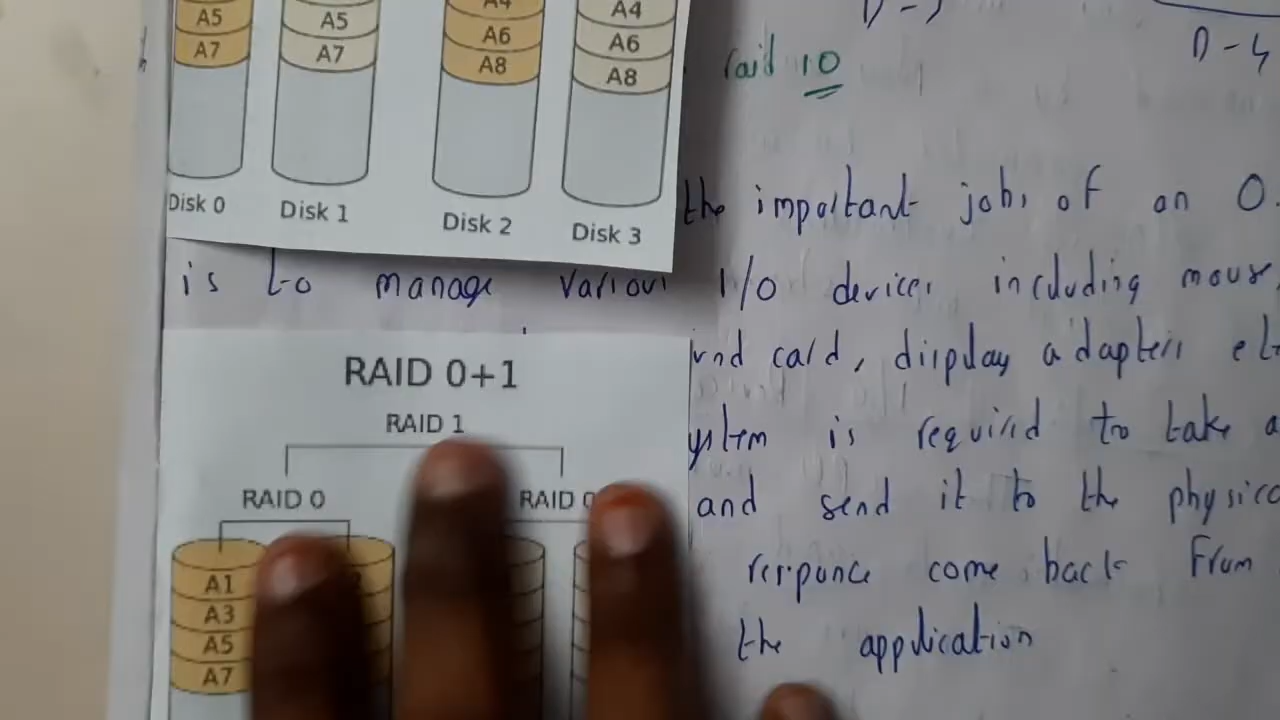 A5 A5 A4 A4
A7 A7 A6 A6
A8 A8
Disk 0 Disk 1 Disk 2 Disk 3
D - 4
raid 10
the important jobs of an O.
is to manage various I/O devices including mouse,
card, display adapters
system is required to take a
and send it to the
response come back from
the application
RAID 0+1
RAID 1
RAID 0 RAID 0
A1
A3
A5
A7